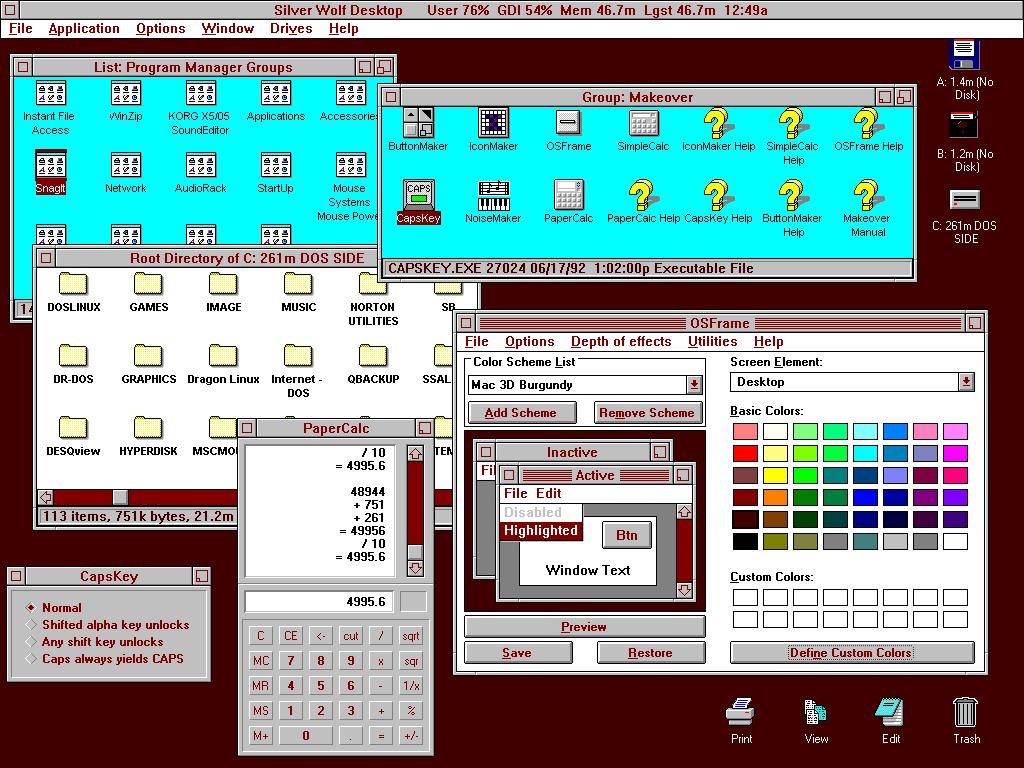 Silver Wolf Desktop User 76% GDI 54% Mem 46.7m Lgst 46.7m 12:49a
File Application Options Window Drives Help
List: Program Manager Groups
Instant File Access
WinZip
KORG X5/05 SoundEditor
Applications
Accessories
SnagIt
Network
AudioRack
StartUp
Mouse Systems Mouse Powe
14
Group: Makeover
ButtonMaker
IconMaker
OSFrame
SimpleCalc
IconMaker Help
SimpleCalc Help
OSFrame Help
CAPS
CapsKey
NoiseMaker
PaperCalc
PaperCalc Help
CapsKey Help
ButtonMaker Help
Makeover Manual
CAPSKEY.EXE 27024 06/17/92 1:02:00p Executable File
A: 1.4m (No Disk)
B: 1.2m (No Disk)
C: 261m DOS SIDE
Root Directory of C: 261m DOS SIDE
DOSLINUX
GAMES
IMAGE
MUSIC
NORTON UTILITIES
SB
DR-DOS
GRAPHICS
Dragon Linux
Internet - DOS
QBACKUP
SSAL
DESQview
HYPERDISK
MSCMOU
TEM
113 items, 751k bytes, 21.2m
PaperCalc
/ 10
= 4995.6
48944
+ 751
+ 261
= 49956
/ 10
= 4995.6
4995.6
C CE <- cut / sqrt
MC 7 8 9 x sqr
MR 4 5 6 - 1/x
MS 1 2 3 + %
M+ 0 . = +/-
CapsKey
Normal
Shifted alpha key unlocks
Any shift key unlocks
Caps always yields CAPS
OSFrame
File Options Depth of effects Utilities Help
Color Scheme List
Mac 3D Burgundy
Add Scheme Remove Scheme
Inactive
Fil
Active
File Edit
Disabled
Highlighted
Btn
Window Text
Preview
Save Restore
Screen Element:
Desktop
Basic Colors:
Custom Colors:
Define Custom Colors
Print
View
Edit
Trash